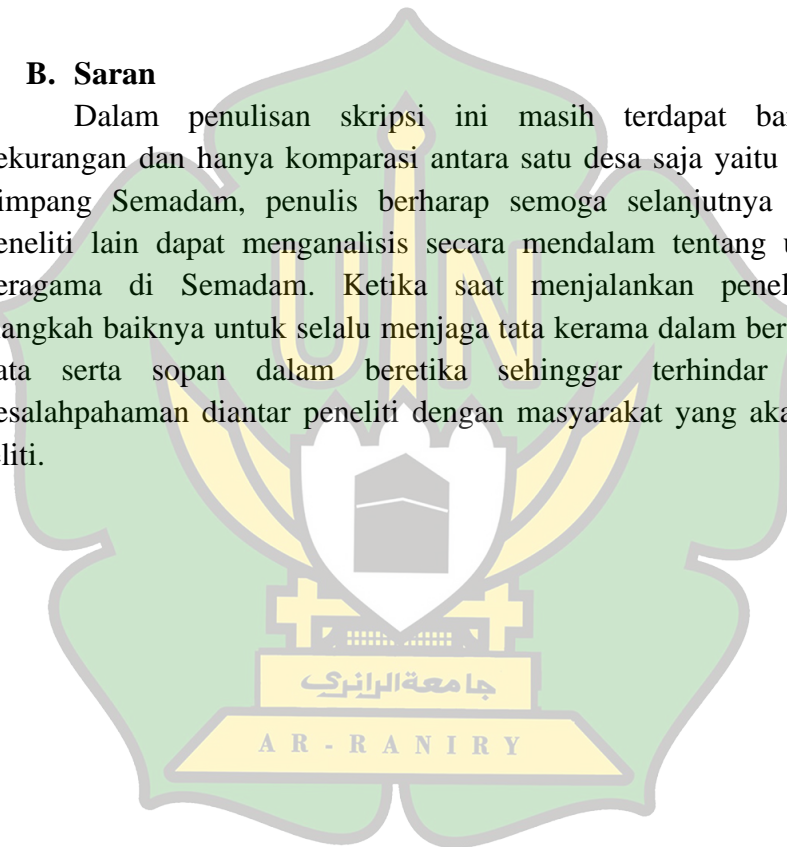 B. Saran
Dalam penulisan skripsi ini masih terdapat ba
ekurangan dan hanya komparasi antara satu desa saja yaitu
impang Semadam, penulis berharap semoga selanjutnya
eneliti lain dapat menganalisis secara mendalam tentang u
eragama di Semadam. Ketika saat menjalankan penel
angkah baiknya untuk selalu menjaga tata kerama dalam ber
ata serta sopan dalam beretika sehinggar terhindar
esalahpahaman diantar peneliti dengan masyarakat yang aka
liti.
UIN
جامعةالرانري
AR-RANIRY